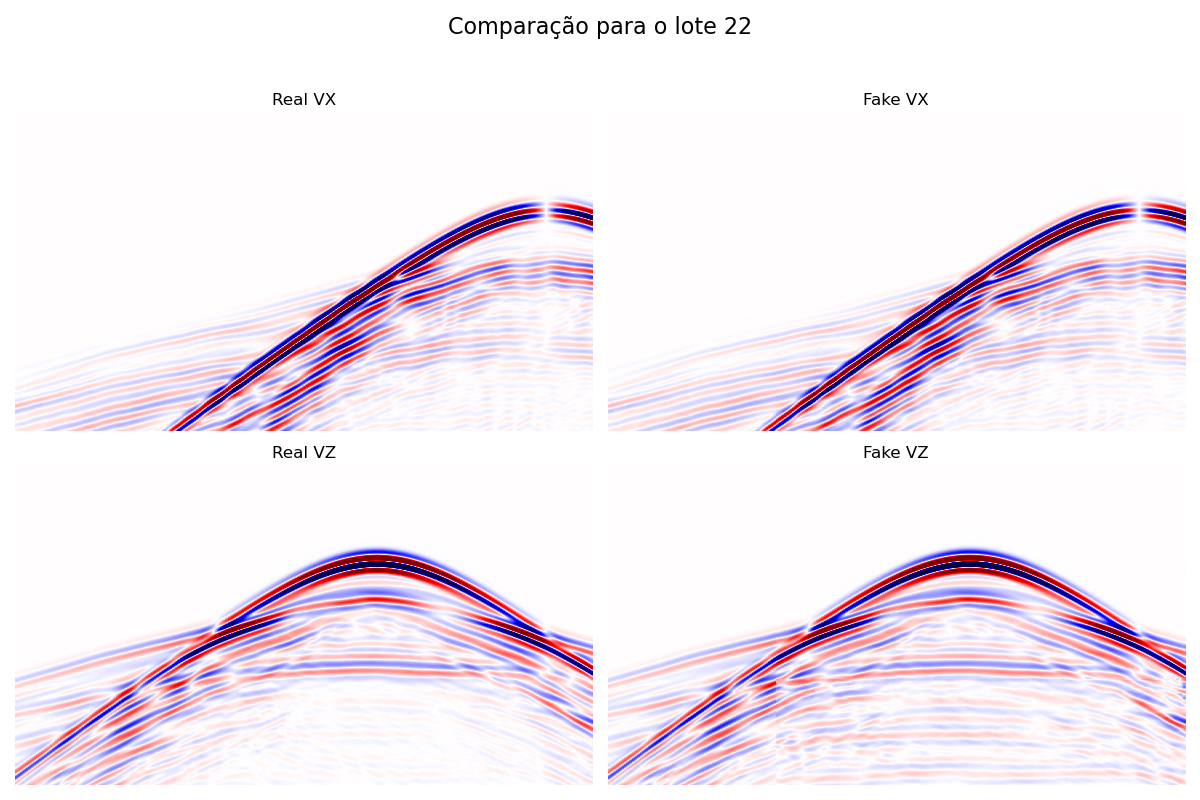 Comparação para o lote 22
Real VX
Fake VX
Real VZ
Fake VZ